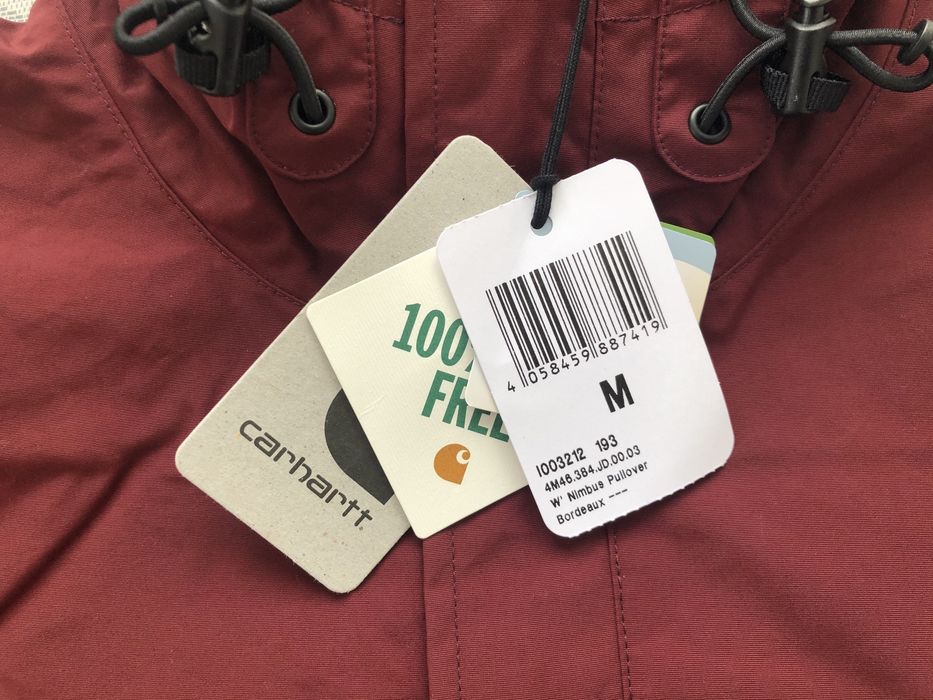 carhartt
100%
FREE
4 058459 887419
M
I003212 193
4M46.384.JD.00.03
W' Nimbus Pullover
Bordeaux ---